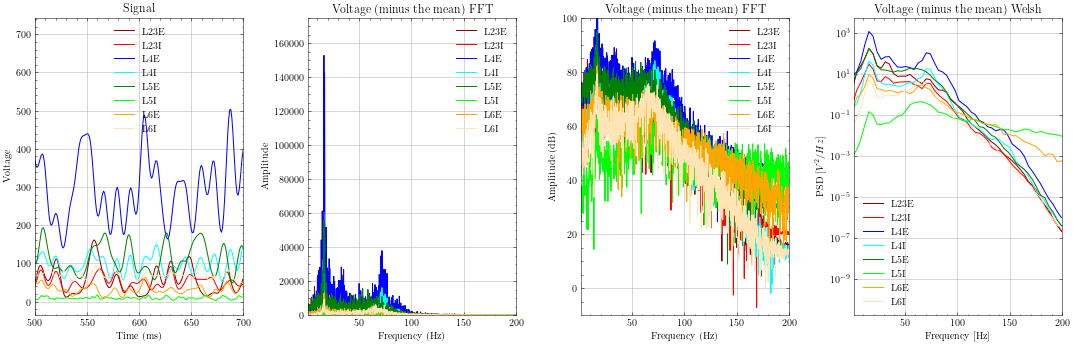 Signal
Voltage
700
600
500
400
300
200
100
0
500
550
600
650
700
Time (ms)
L23E
L23I
L4E
L4I
L5E
L5I
L6E
L6I
Voltage (minus the mean) FFT
Amplitude
160000
140000
120000
100000
80000
60000
40000
20000
0
50
100
150
200
Frequency (Hz)
L23E
L23I
L4E
L4I
L5E
L5I
L6E
L6I
Voltage (minus the mean) FFT
Amplitude (dB)
100
80
60
40
20
0
50
100
150
200
Frequency (Hz)
L23E
L23I
L4E
L4I
L5E
L5I
L6E
L6I
Voltage (minus the mean) Welsh
PSD [V²/Hz]
10³
10¹
10⁻¹
10⁻³
10⁻⁵
10⁻⁷
10⁻⁹
50
100
150
200
Frequency [Hz]
L23E
L23I
L4E
L4I
L5E
L5I
L6E
L6I